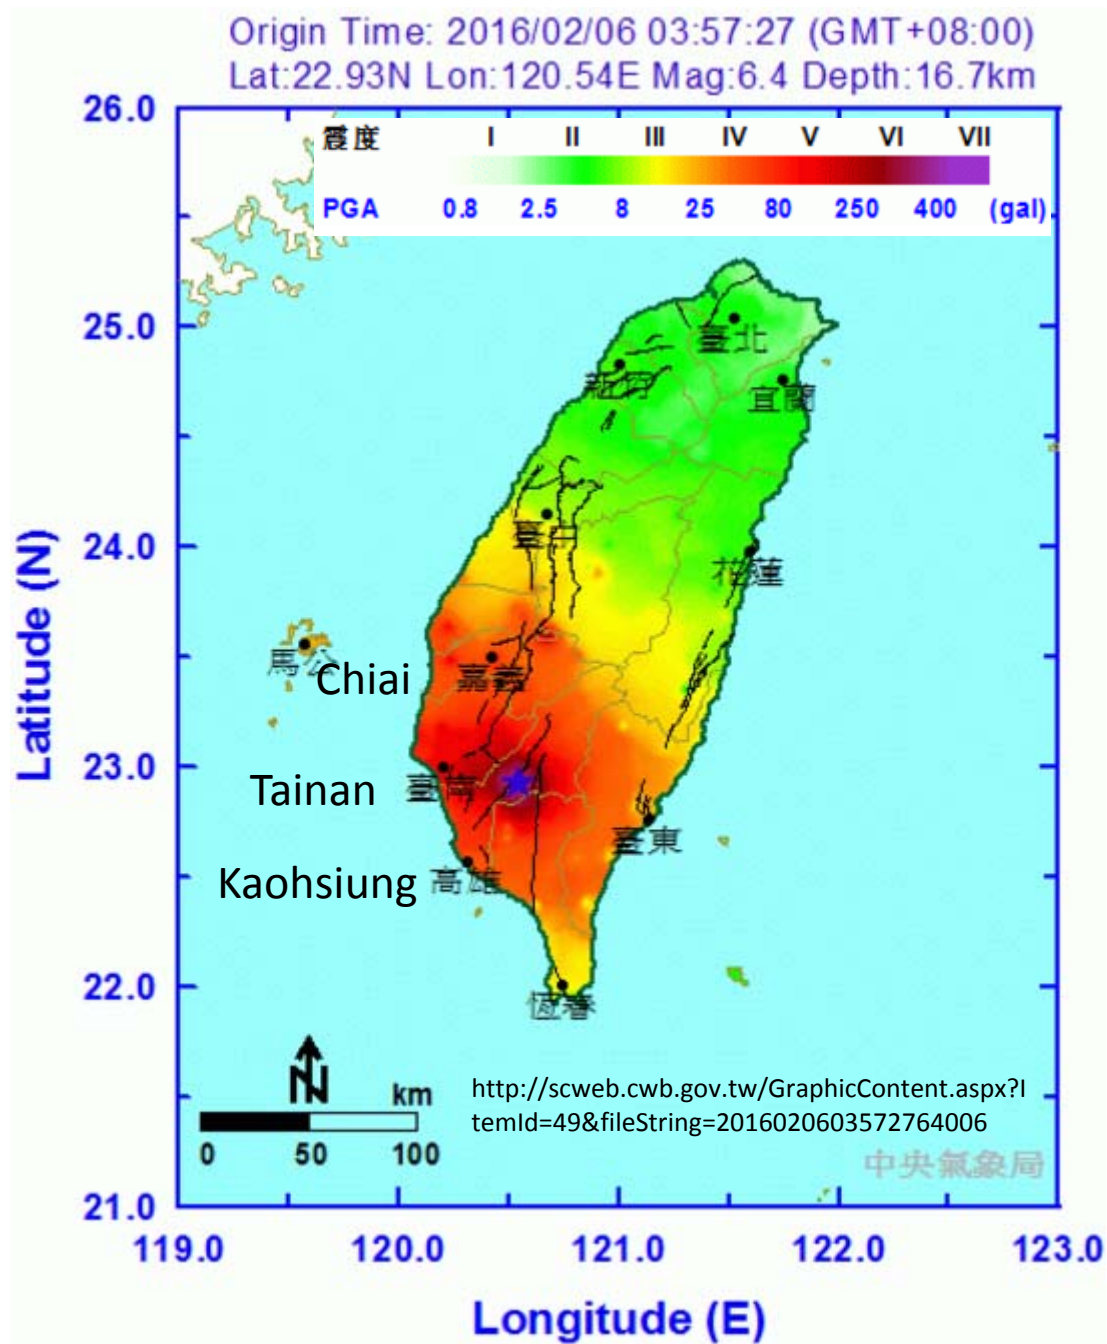 Origin Time: 2016/02/06 03:57:27 (GMT+08:00)
Lat:22.93N Lon:120.54E Mag:6.4 Depth:16.7km
26.0
震度 I II III IV V VI VII
PGA 0.8 2.5 8 25 80 250 400 (gal)
25.0
臺北
新竹
宜蘭
24.0
臺中
花蓮
馬公
Chiai
嘉義
23.0
Tainan
臺南
臺東
Kaohsiung
高雄
22.0
恆春
N
km
0 50 100
http://scweb.cwb.gov.tw/GraphicContent.aspx?I
temId=49&fileString=2016020603572764006
中央氣象局
21.0
119.0 120.0 121.0 122.0 123.0
Longitude (E)
Latitude (N)